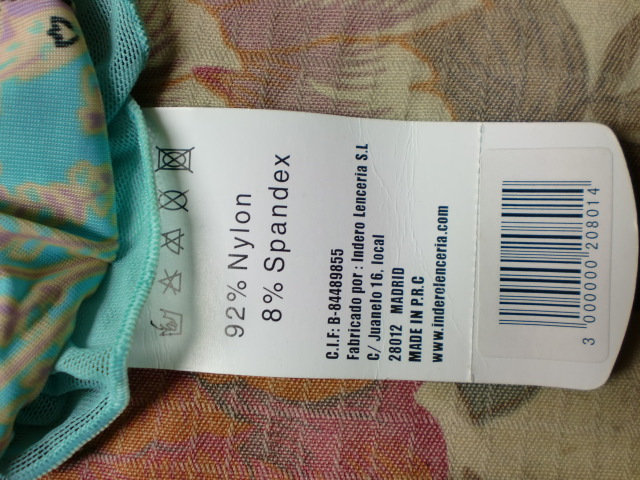 92% Nylon
8% Spandex
C.I.F: B-84489855
Fabricado por : Indero Lenceria S.L
C/ Juanelo 16, local
28012 MADRID
MADE IN P.R.C
www.inderolenceria.com
3 000000 208014